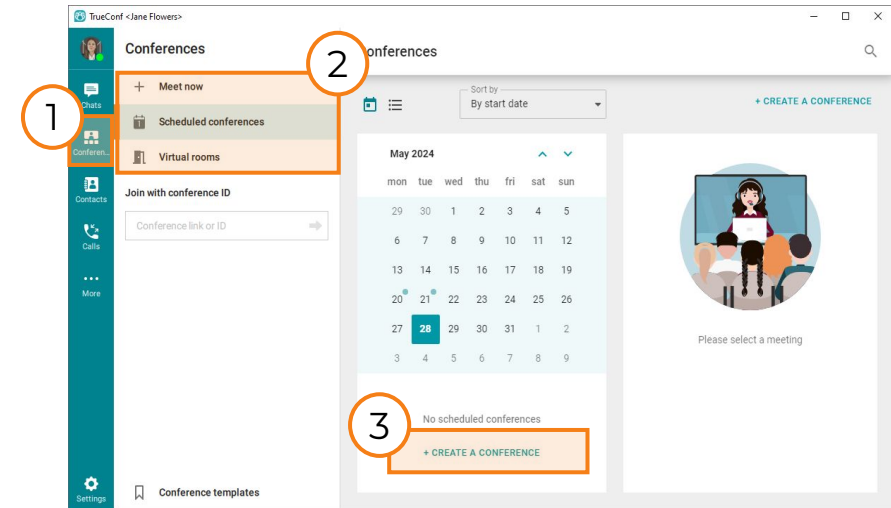 TrueConf <Jane Flowers>
Conferences
2
onferences
Meet now
Scheduled conferences
Virtual rooms
1
Chats
Conferen...
Contacts
Calls
More
Settings
Join with conference ID
Conference link or ID
Conference templates
Sort by
By start date
+ CREATE A CONFERENCE
May 2024
mon tue wed thu fri sat sun
29 30 1 2 3 4 5
6 7 8 9 10 11 12
13 14 15 16 17 18 19
20 21 22 23 24 25 26
27 28 29 30 31 1 2
3 4 5 6 7 8 9
3
No scheduled conferences
+ CREATE A CONFERENCE
Please select a meeting